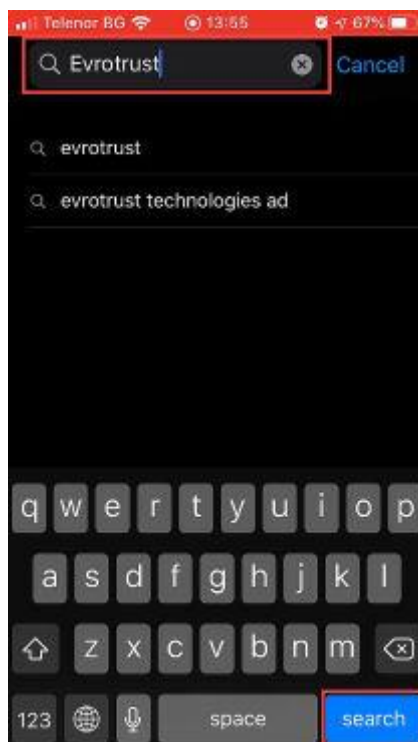 Telenor BG 13:55 67%
Evrotrust Cancel
evrotrust
evrotrust technologies ad
q w e r t y u i o p
a s d f g h j k l
z x c v b n m
123 space search